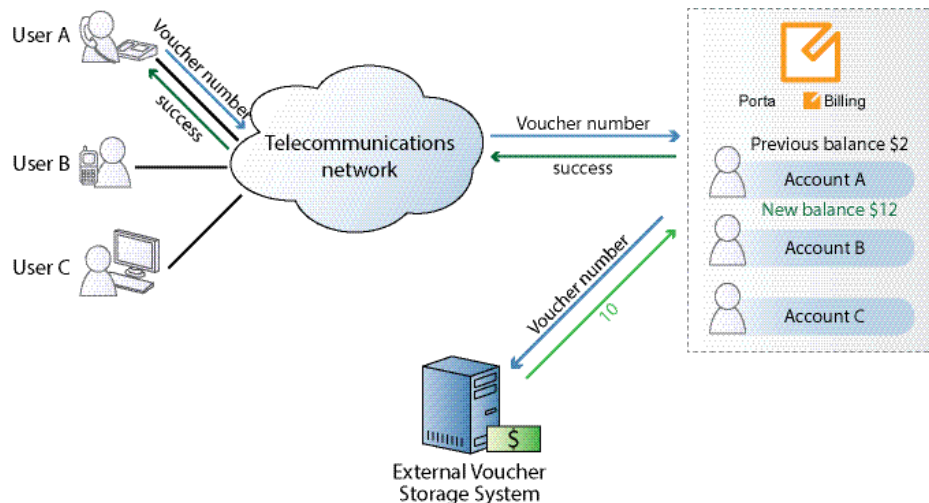 User A
Voucher number
success
User B
User C
Telecommunications
network
Voucher number
success
Porta Billing
Previous balance $2
Account A
New balance $12
Account B
Account C
Voucher number
10
$
External Voucher
Storage System